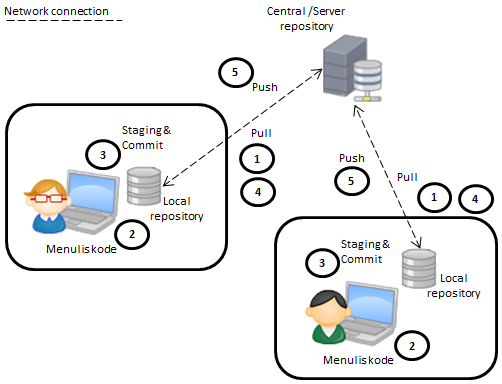 Network connection
Central /Server
repository
5
Push
Staging &
Commit
3
Pull
1
4
Local
repository
2
Menuliskode
Push
5
Pull
1
4
Staging &
Commit
3
Local
repository
2
Menuliskode